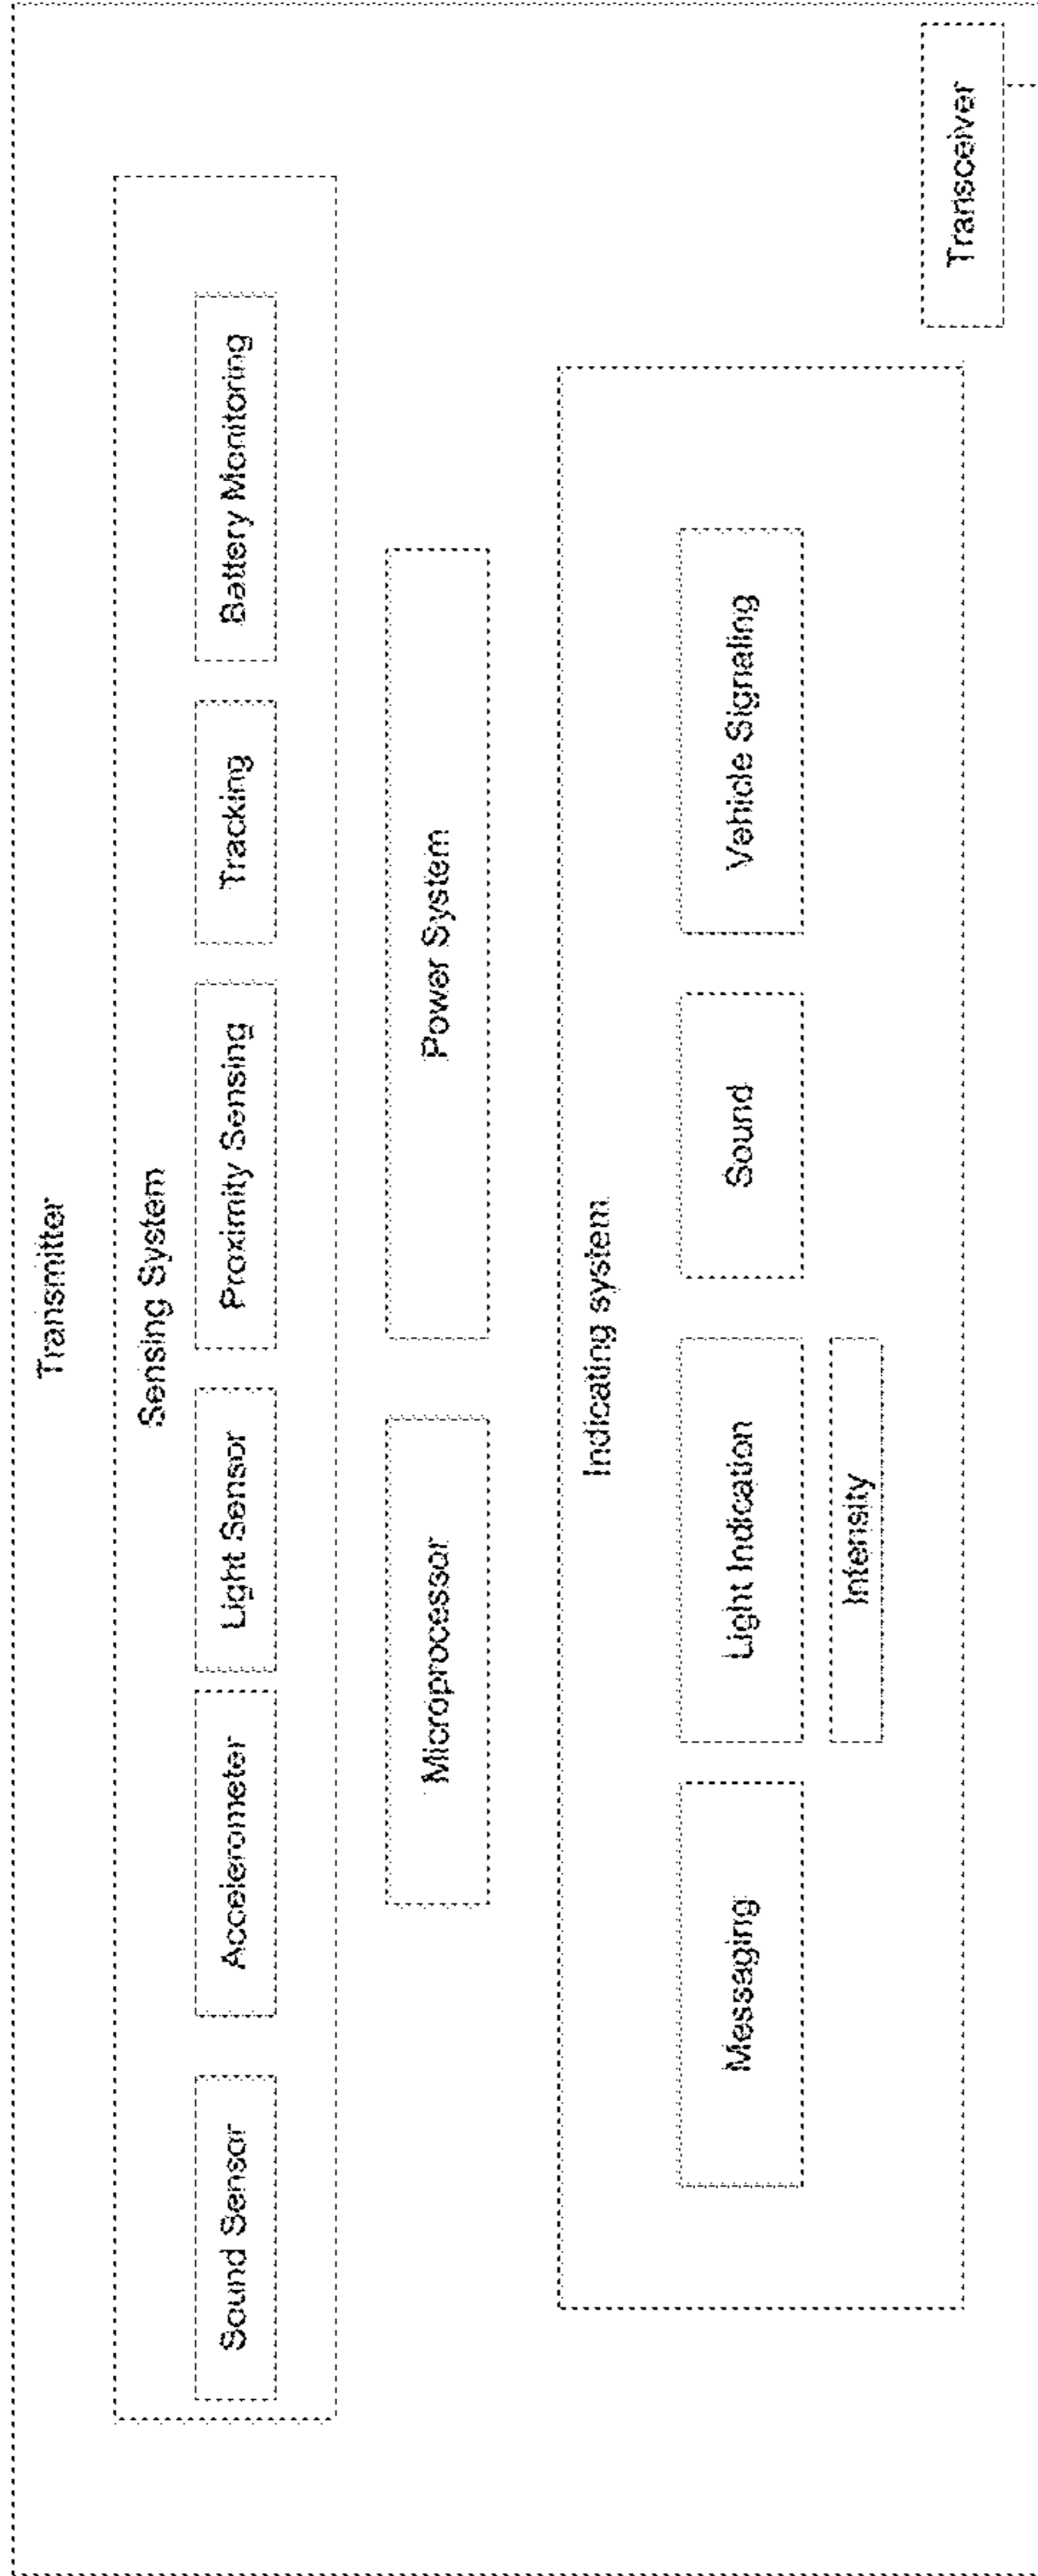 Transmitter
Sensing System
Sound Sensor
Accelerometer
Light Sensor
Proximity Sensing
Tracking
Battery Monitoring
Microprocessor
Power System
Indicating system
Messaging
Light Indication
Sound
Vehicle Signaling
Intensity
Transceiver